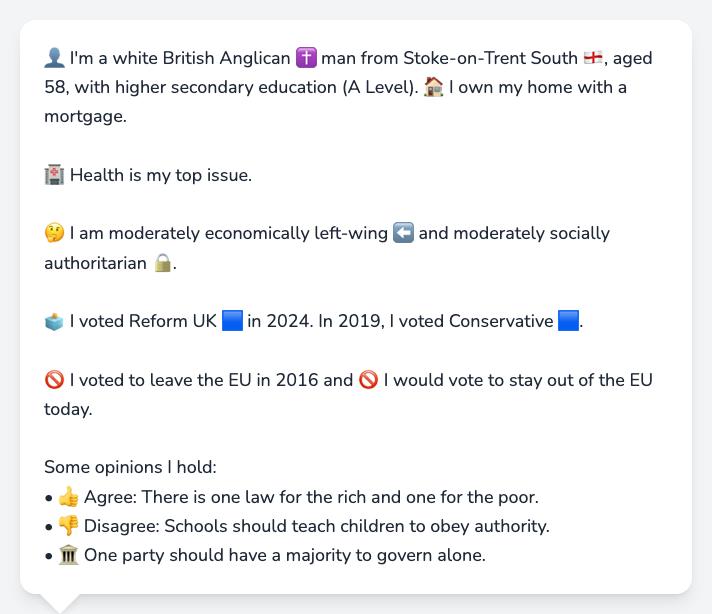 👤 I'm a white British Anglican ✝️ man from Stoke-on-Trent South 🏴󠁧󠁢󠁥󠁮󠁧󠁿, aged
58, with higher secondary education (A Level). 🏠 I own my home with a
mortgage.
🏥 Health is my top issue.
🤔 I am moderately economically left-wing ⬅️ and moderately socially
authoritarian 🔒.
🗳️ I voted Reform UK 🟦 in 2024. In 2019, I voted Conservative 🟦.
🚫 I voted to leave the EU in 2016 and 🚫 I would vote to stay out of the EU
today.
Some opinions I hold:
• 👍 Agree: There is one law for the rich and one for the poor.
• 👎 Disagree: Schools should teach children to obey authority.
• 🏛️ One party should have a majority to govern alone.